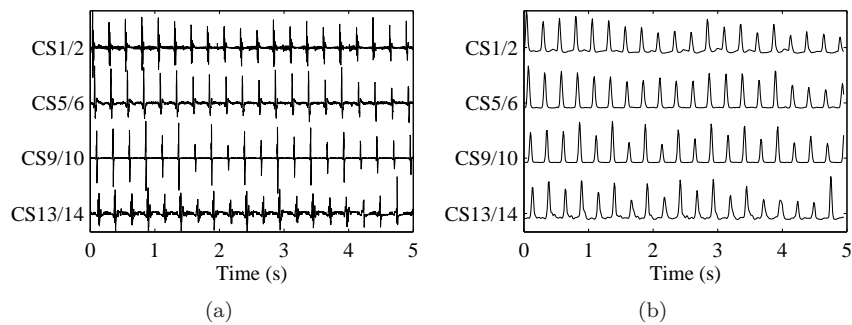 CS1/2
CS5/6
CS9/10
CS13/14
0 1 2 3 4 5
Time (s)
(a)
CS1/2
CS5/6
CS9/10
CS13/14
0 1 2 3 4 5
Time (s)
(b)